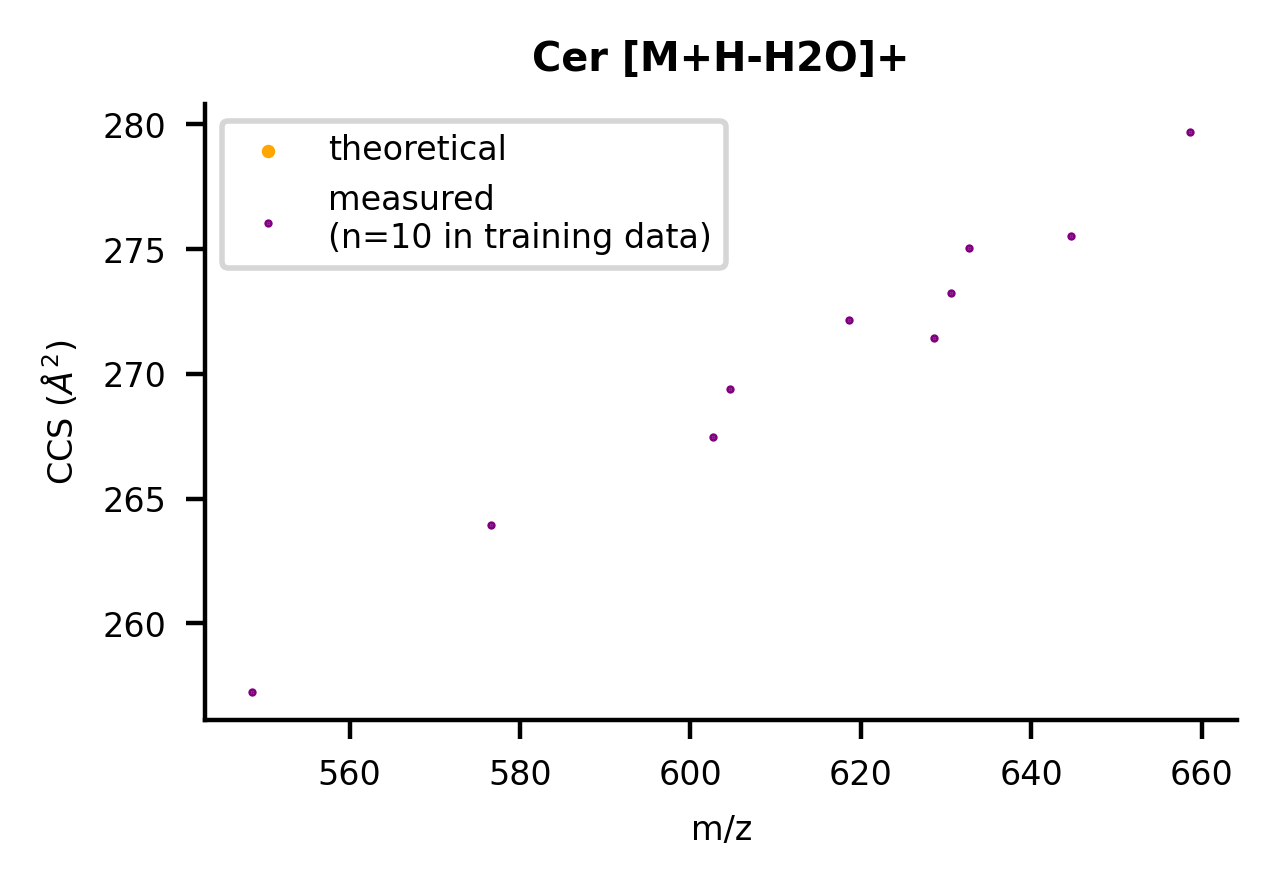 Cer [M+H-H2O]+
theoretical
measured
(n=10 in training data)
CCS (Å²)
280
275
270
265
260
560
580
600
620
640
660
m/z